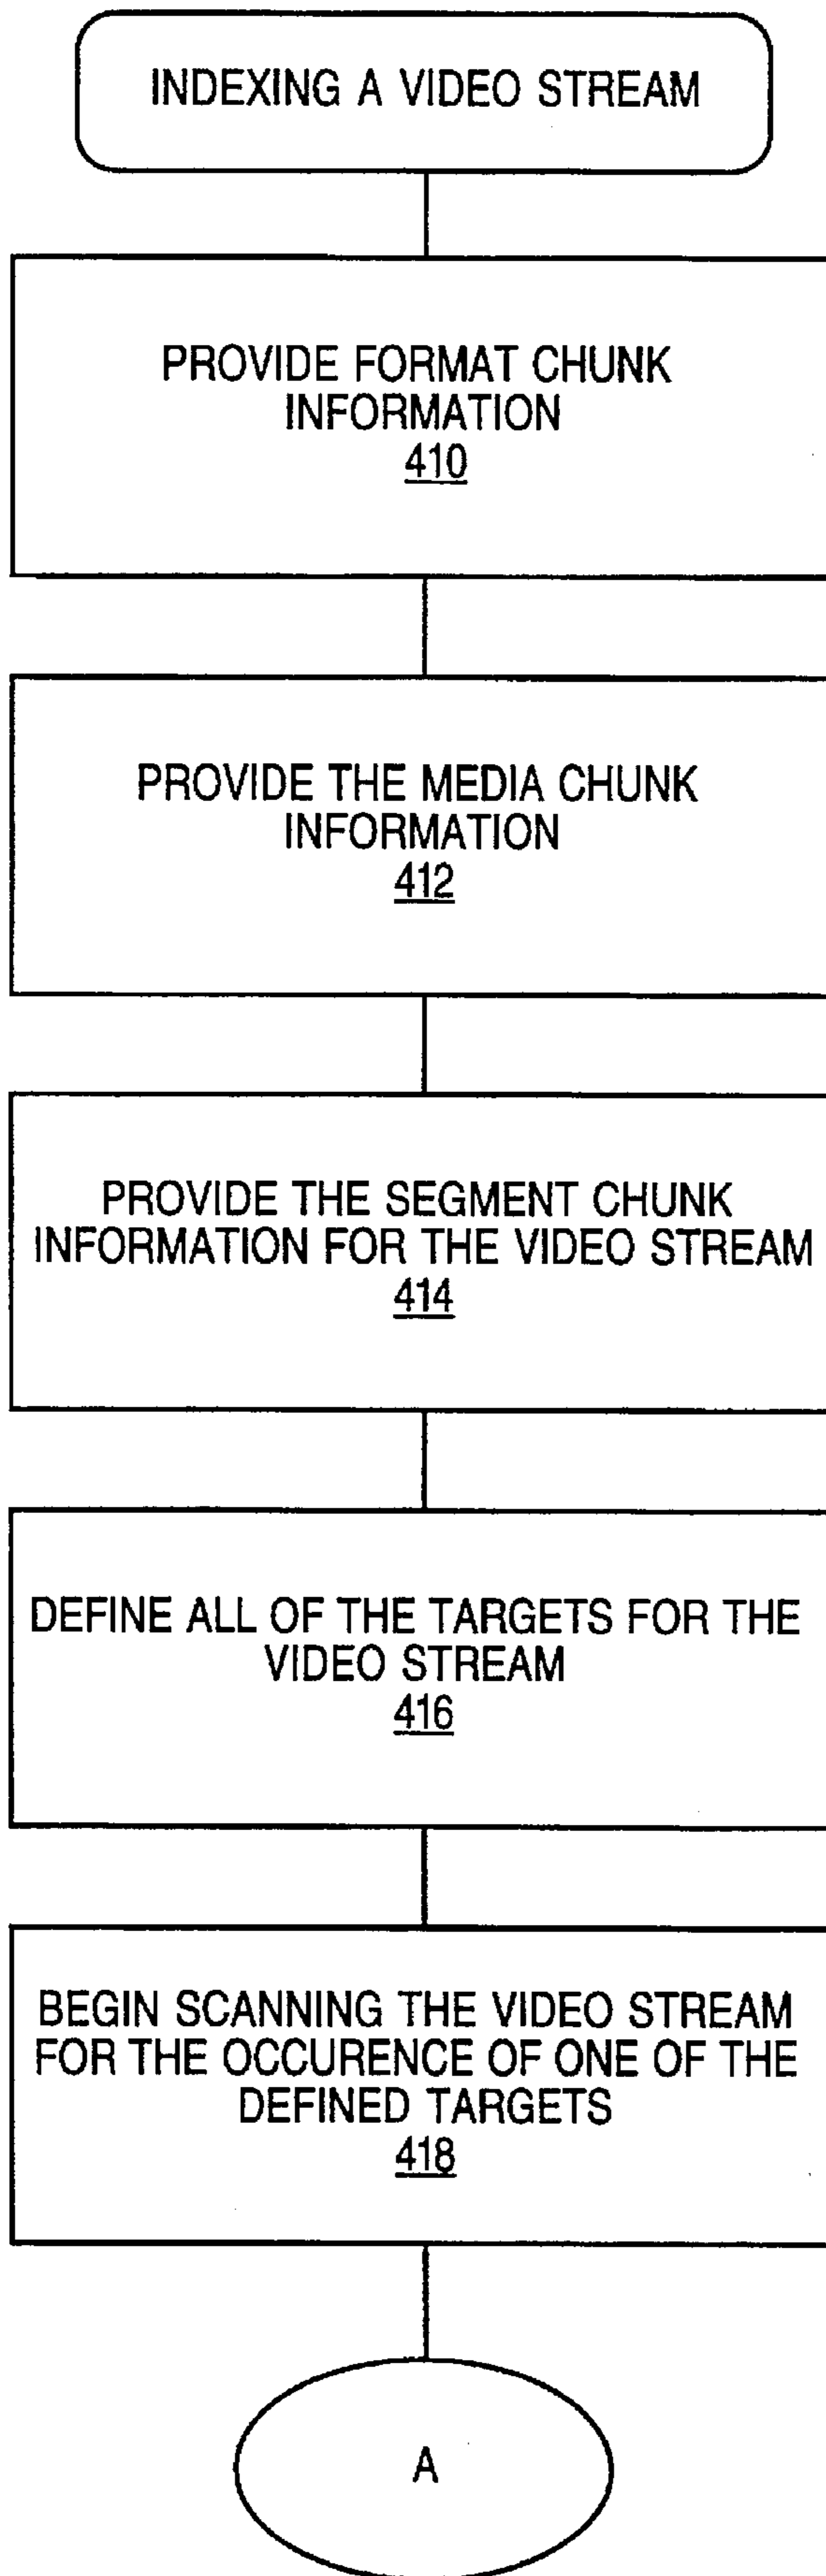 INDEXING A VIDEO STREAM
PROVIDE FORMAT CHUNK
INFORMATION
410
PROVIDE THE MEDIA CHUNK
INFORMATION
412
PROVIDE THE SEGMENT CHUNK
INFORMATION FOR THE VIDEO STREAM
414
DEFINE ALL OF THE TARGETS FOR THE
VIDEO STREAM
416
BEGIN SCANNING THE VIDEO STREAM
FOR THE OCCURENCE OF ONE OF THE
DEFINED TARGETS
418
A